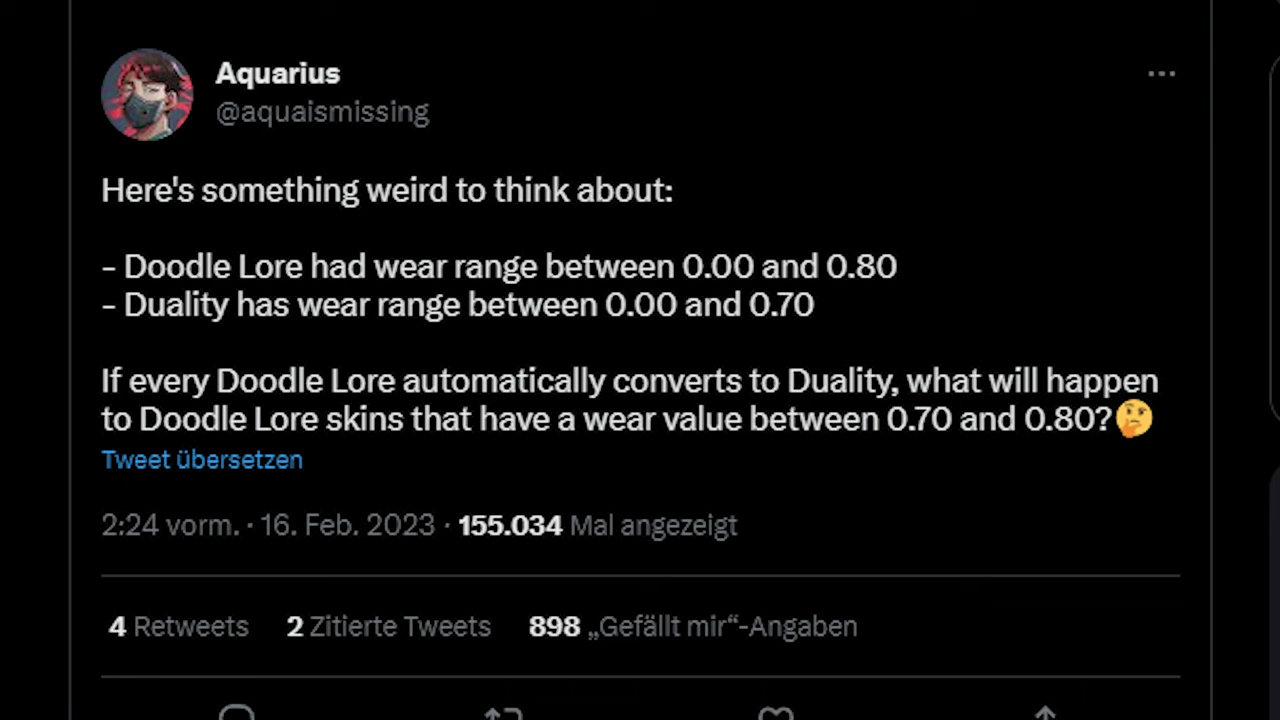 Aquarius
@aquaismissing
Here's something weird to think about:
– Doodle Lore had wear range between 0.00 and 0.80
– Duality has wear range between 0.00 and 0.70
If every Doodle Lore automatically converts to Duality, what will happen
to Doodle Lore skins that have a wear value between 0.70 and 0.80?🤔
Tweet übersetzen
2:24 vorm. · 16. Feb. 2023 · 155.034 Mal angezeigt
4 Retweets 2 Zitierte Tweets 898 „Gefällt mir“-Angaben